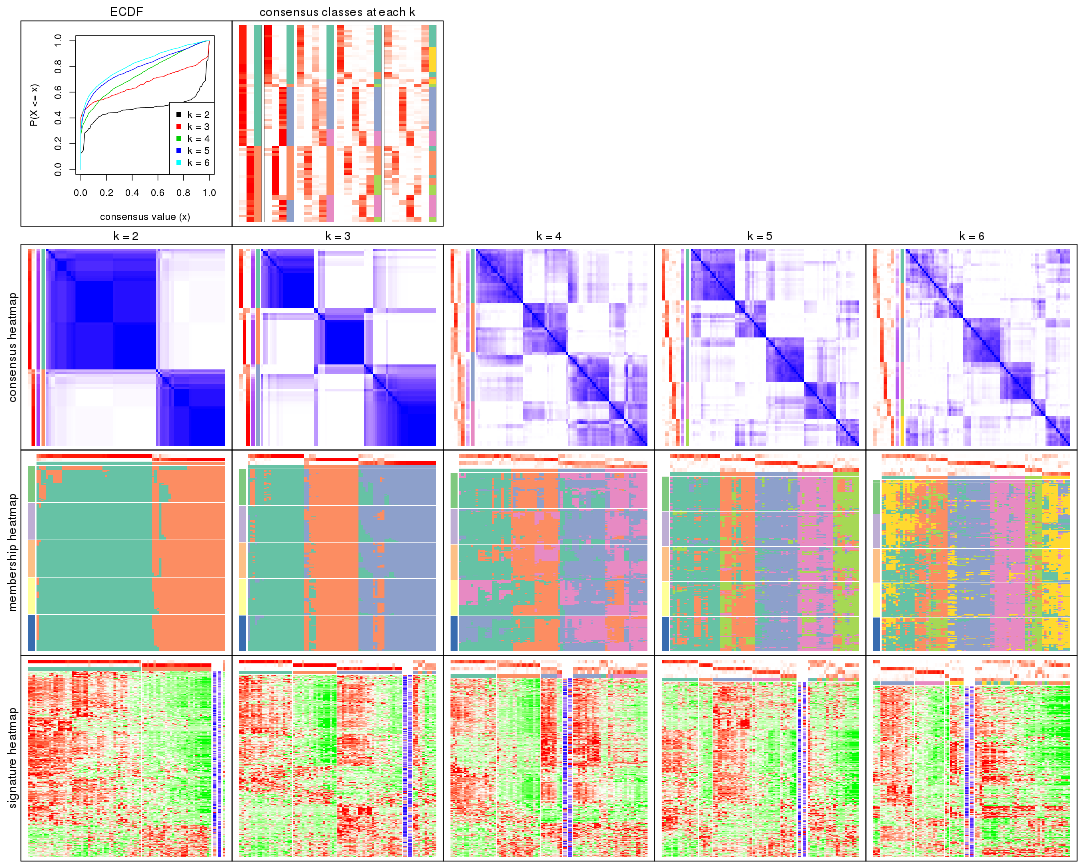 ECDF
consensus classes at each k
P(X <= x)
0.0 0.2 0.4 0.6 0.8 1.0
k = 2
k = 3
k = 4
k = 5
k = 6
0.0 0.2 0.4 0.6 0.8 1.0
consensus value (x)
k = 2 k = 3 k = 4 k = 5 k = 6
consensus heatmap
membership heatmap
signature heatmap